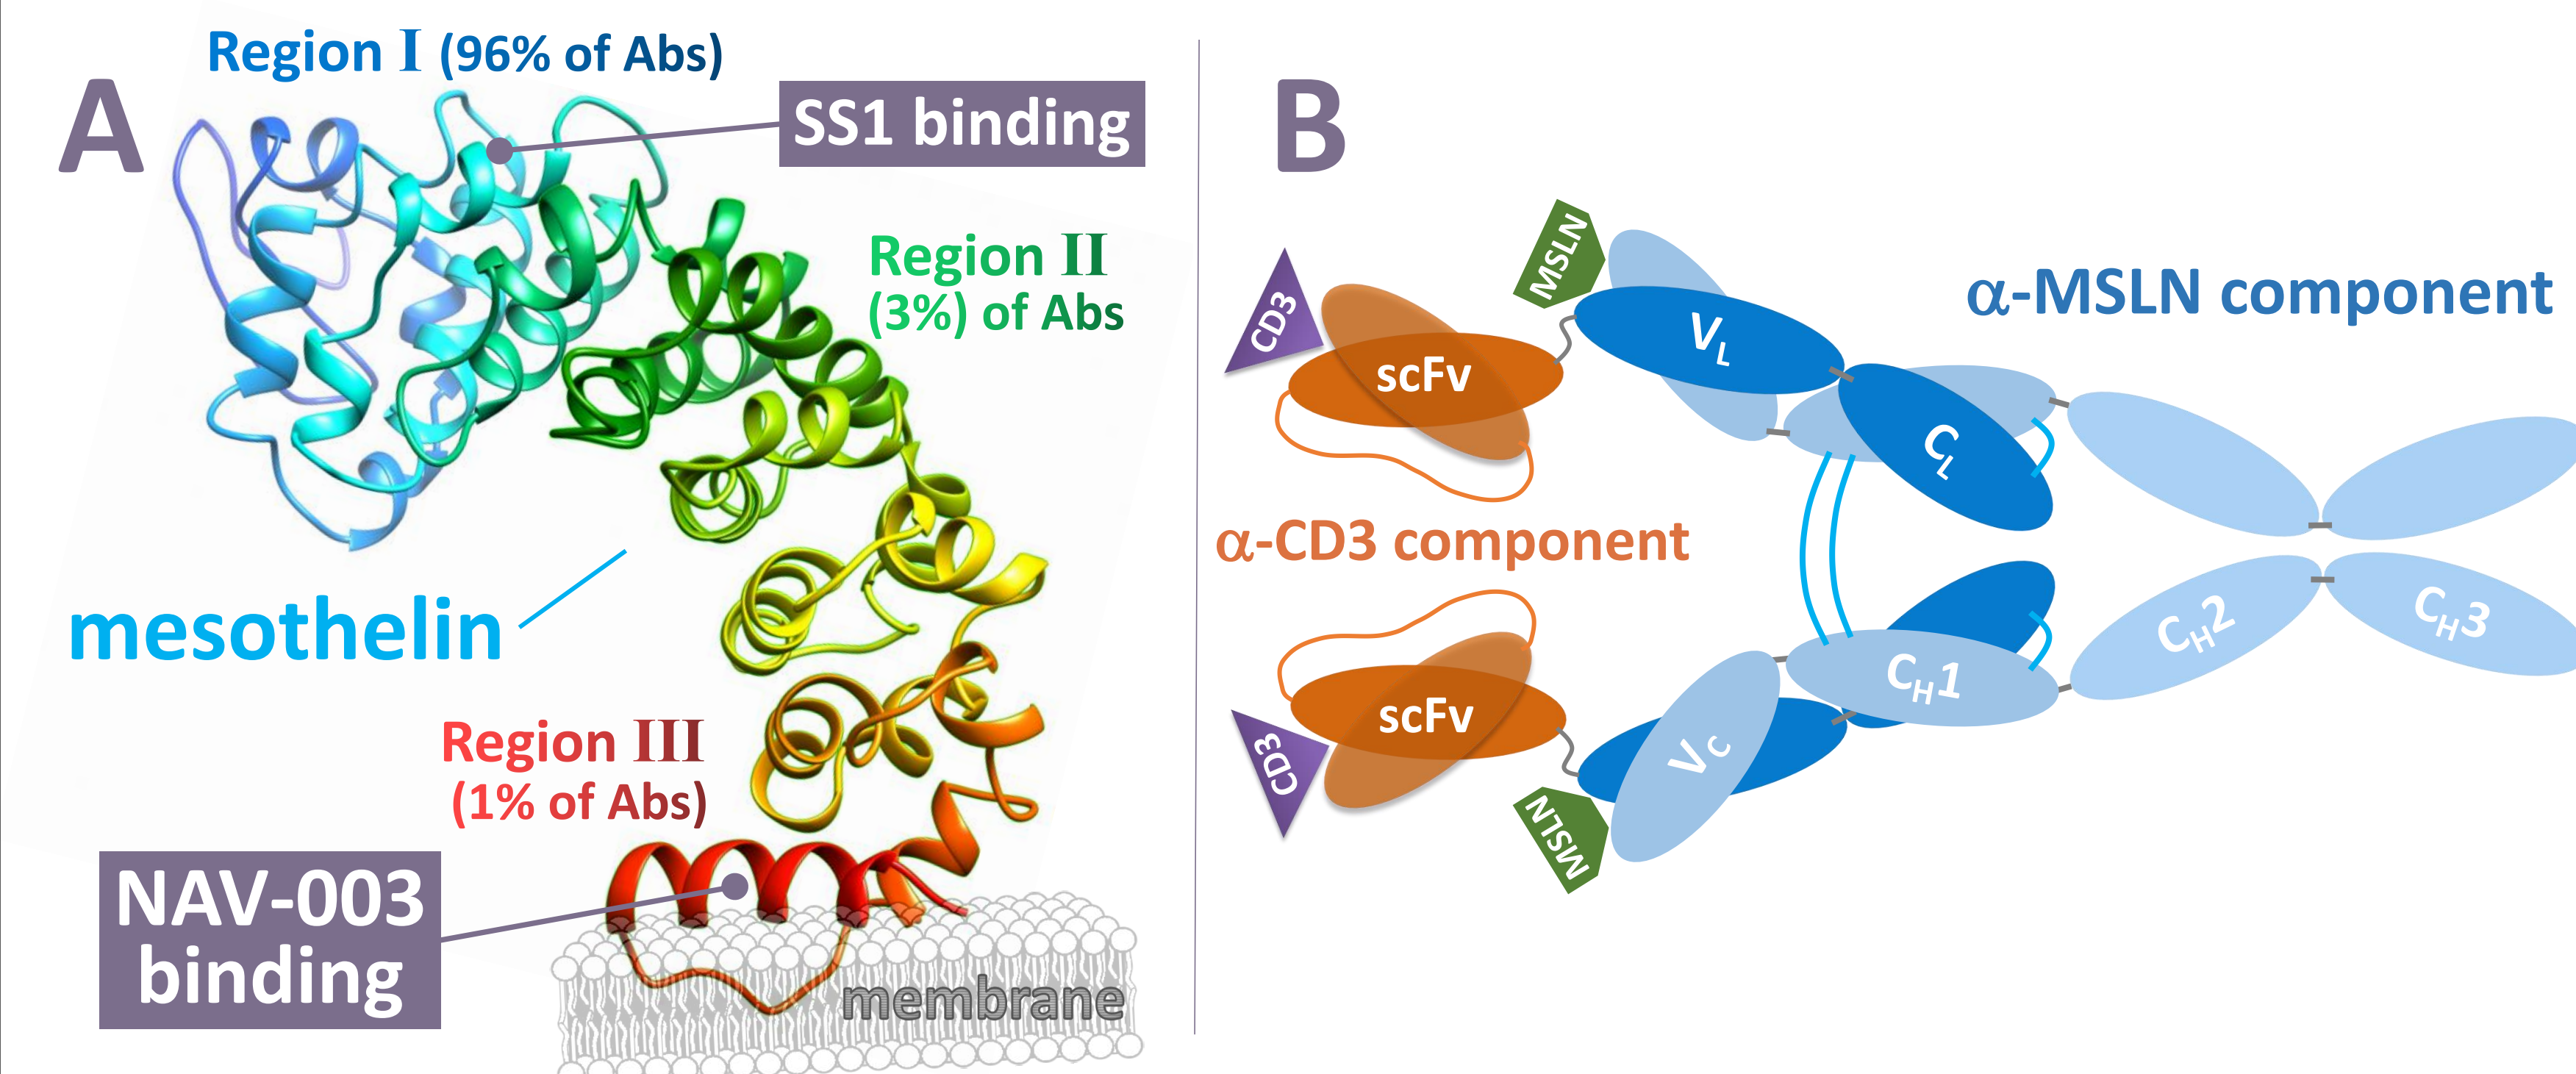 A
Region I (96% of Abs)
SS1 binding
Region II
(3%) of Abs
mesothelin
Region III
(1% of Abs)
NAV-003
binding
membrane
B
MSLN
CD3
scFv
VL
CL
α-MSLN component
α-CD3 component
CH1
CH2
CH3
scFv
VC
CD3
MSLN